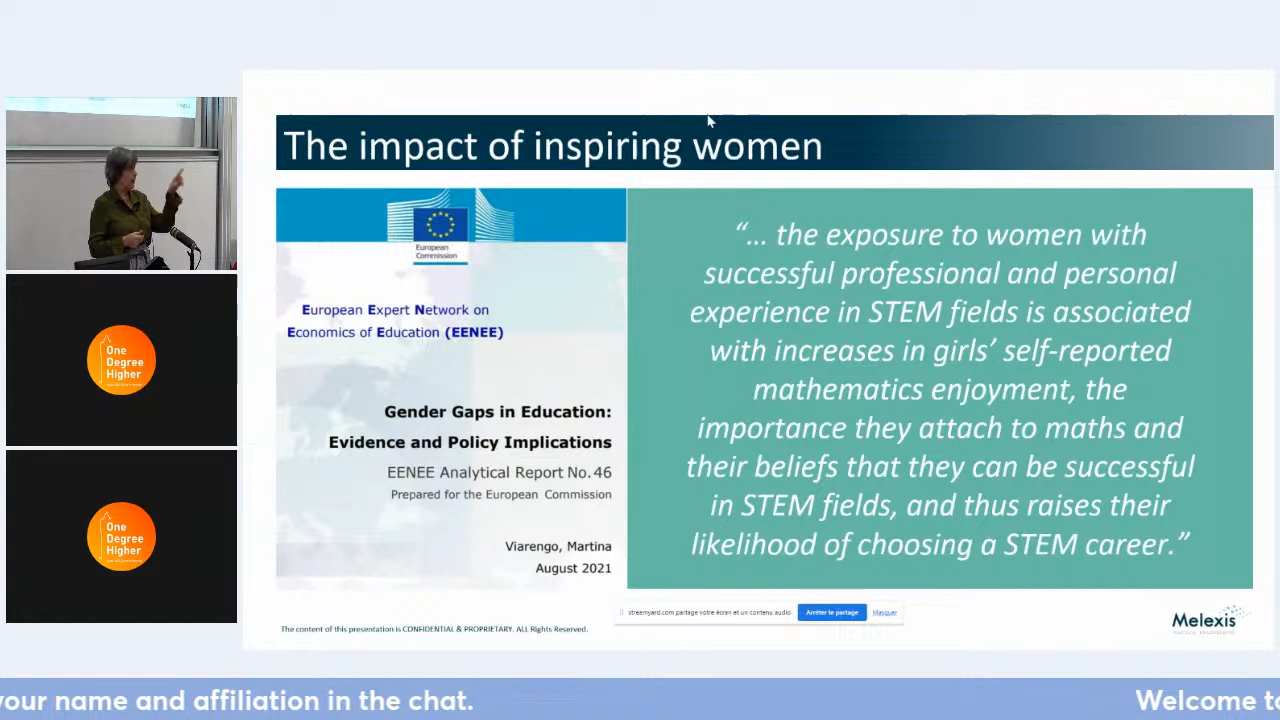 The impact of inspiring women
European
Commission
European Expert Network on
Economics of Education (EENEE)
Gender Gaps in Education:
Evidence and Policy Implications
EENEE Analytical Report No. 46
Prepared for the European Commission
Viarengo, Martina
August 2021
“... the exposure to women with
successful professional and personal
experience in STEM fields is associated
with increases in girls’ self-reported
mathematics enjoyment, the
importance they attach to maths and
their beliefs that they can be successful
in STEM fields, and thus raises their
likelihood of choosing a STEM career.”
One
Degree
Higher
One
Degree
Higher
streamyard.com partage votre écran et un contenu audio.
Arrêter le partage
Masquer
The content of this presentation is CONFIDENTIAL & PROPRIETARY. ALL Rights Reserved.
Melexis
your name and affiliation in the chat.
Welcome to